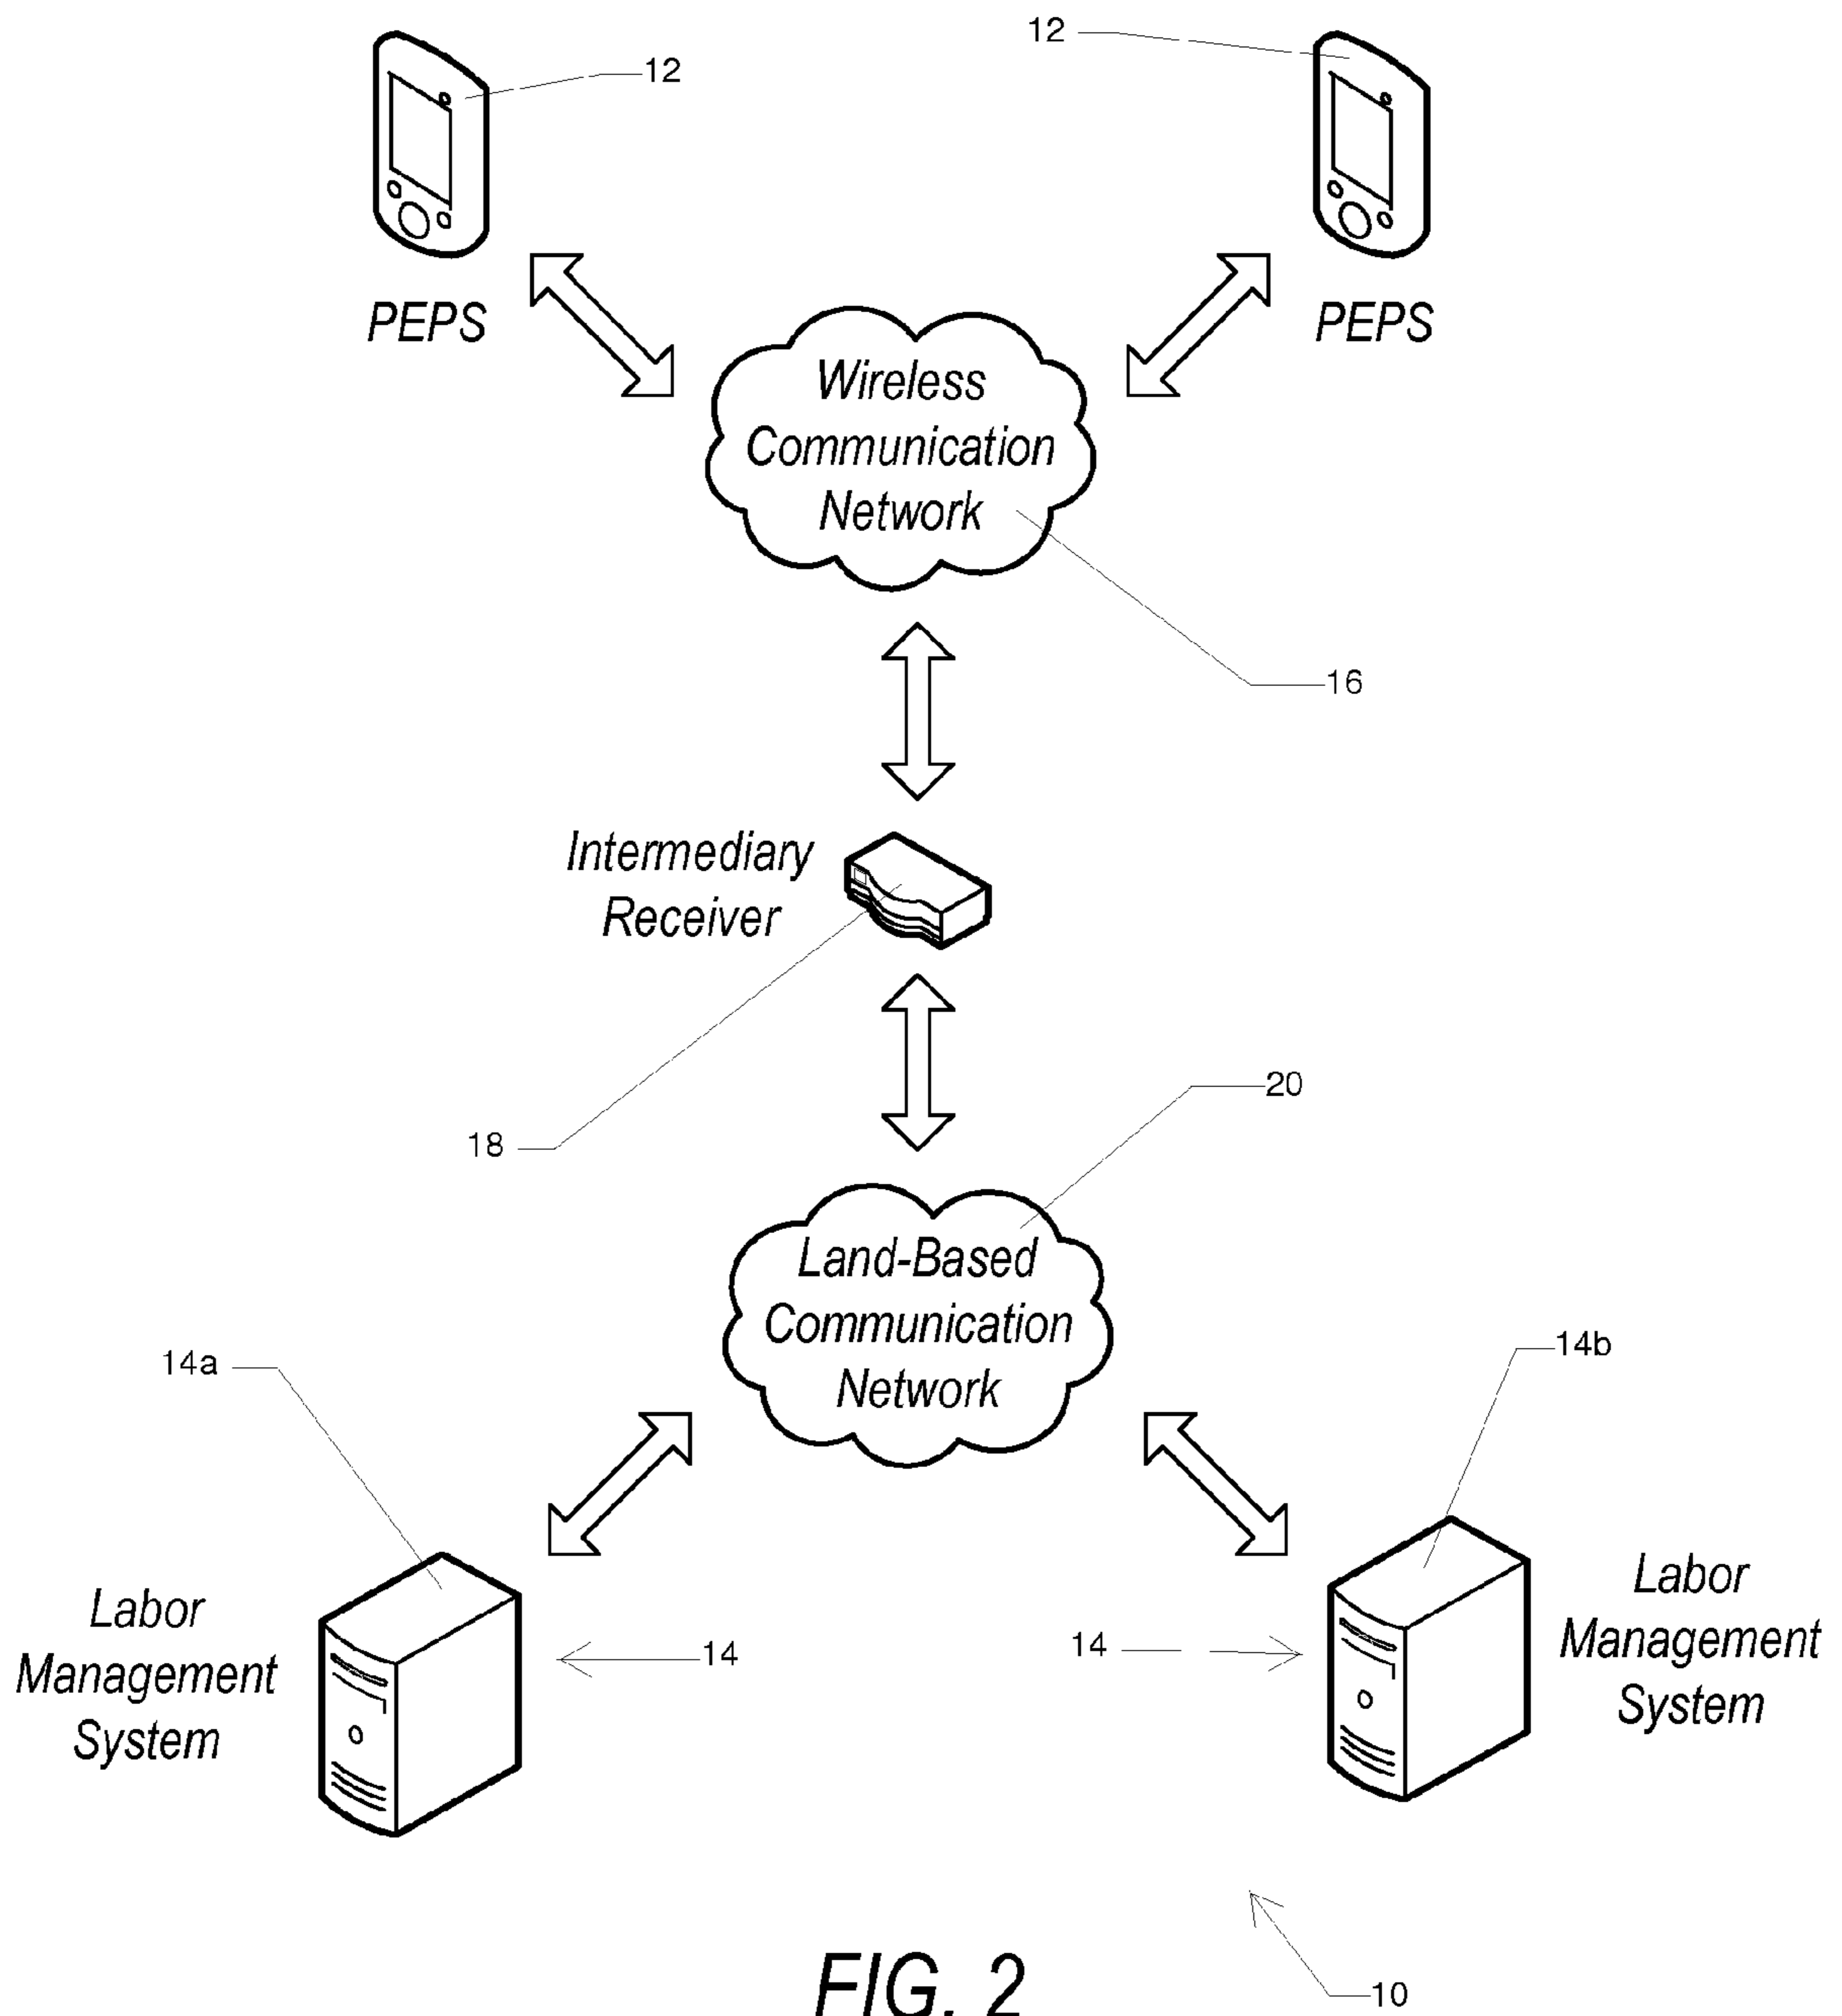 12
12
PEPS
PEPS
Wireless
Communication
Network
16
Intermediary
Receiver
18
20
Land-Based
Communication
Network
14a
14b
Labor
Management
System
14
14
Labor
Management
System
10
FIG. 2